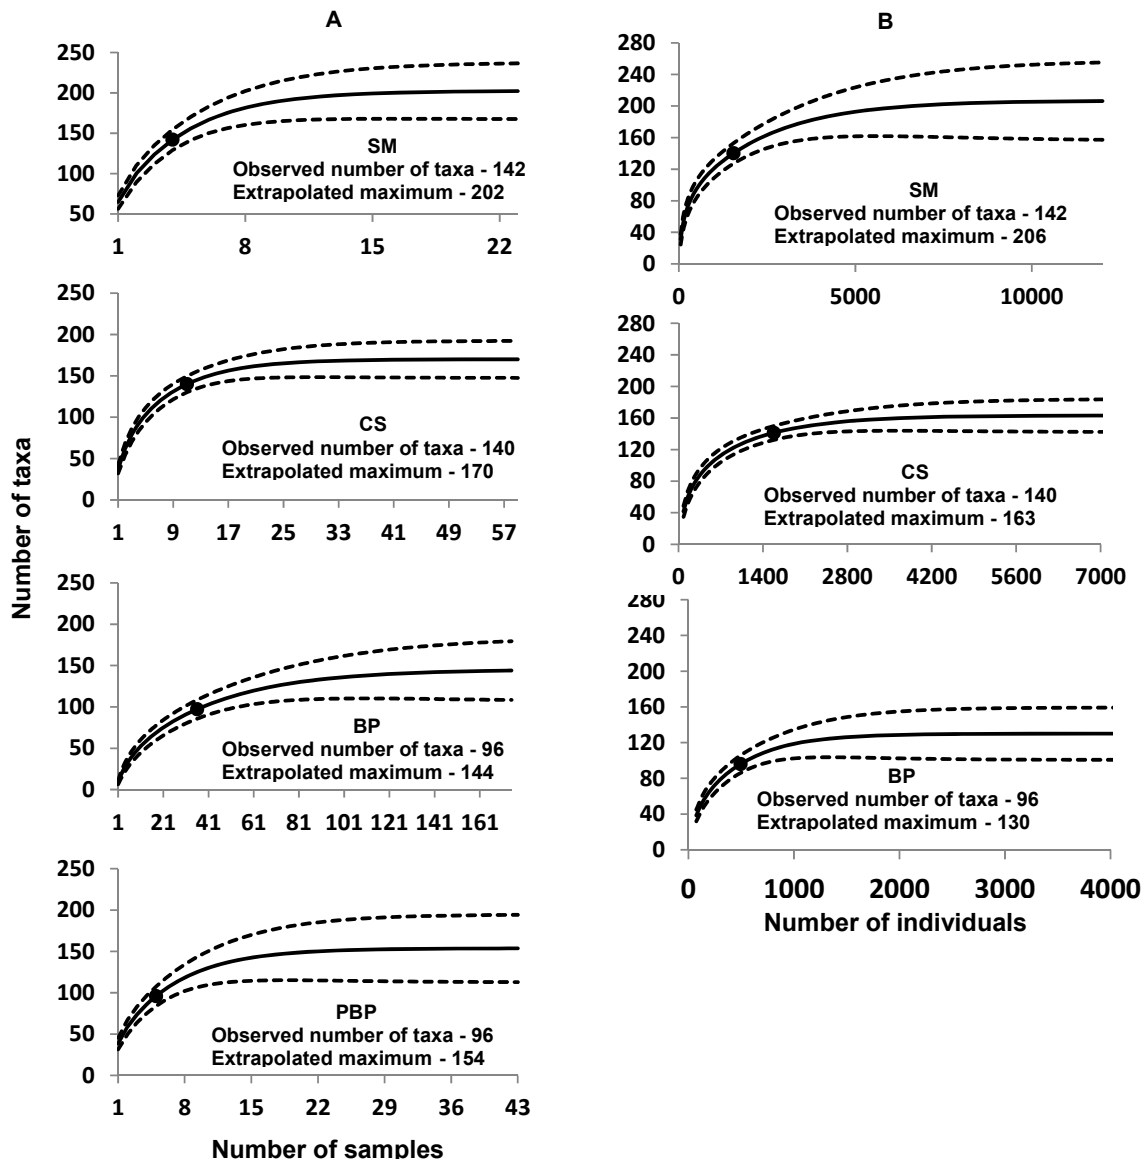 A
250
200
150
100
50
SM
Observed number of taxa - 142
Extrapolated maximum - 202
1 8 15 22
250
200
150
100
50
0
CS
Observed number of taxa - 140
Extrapolated maximum - 170
1 9 17 25 33 41 49 57
250
200
150
100
50
0
BP
Observed number of taxa - 96
Extrapolated maximum - 144
1 21 41 61 81 101 121 141 161
250
200
150
100
50
0
PBP
Observed number of taxa - 96
Extrapolated maximum - 154
1 8 15 22 29 36 43
Number of taxa
Number of samples
B
280
240
200
160
120
80
40
0
SM
Observed number of taxa - 142
Extrapolated maximum - 206
0 5000 10000
280
240
200
160
120
80
40
0
CS
Observed number of taxa - 140
Extrapolated maximum - 163
0 1400 2800 4200 5600 7000
280
240
200
160
120
80
40
0
BP
Observed number of taxa - 96
Extrapolated maximum - 130
0 1000 2000 3000 4000
Number of individuals